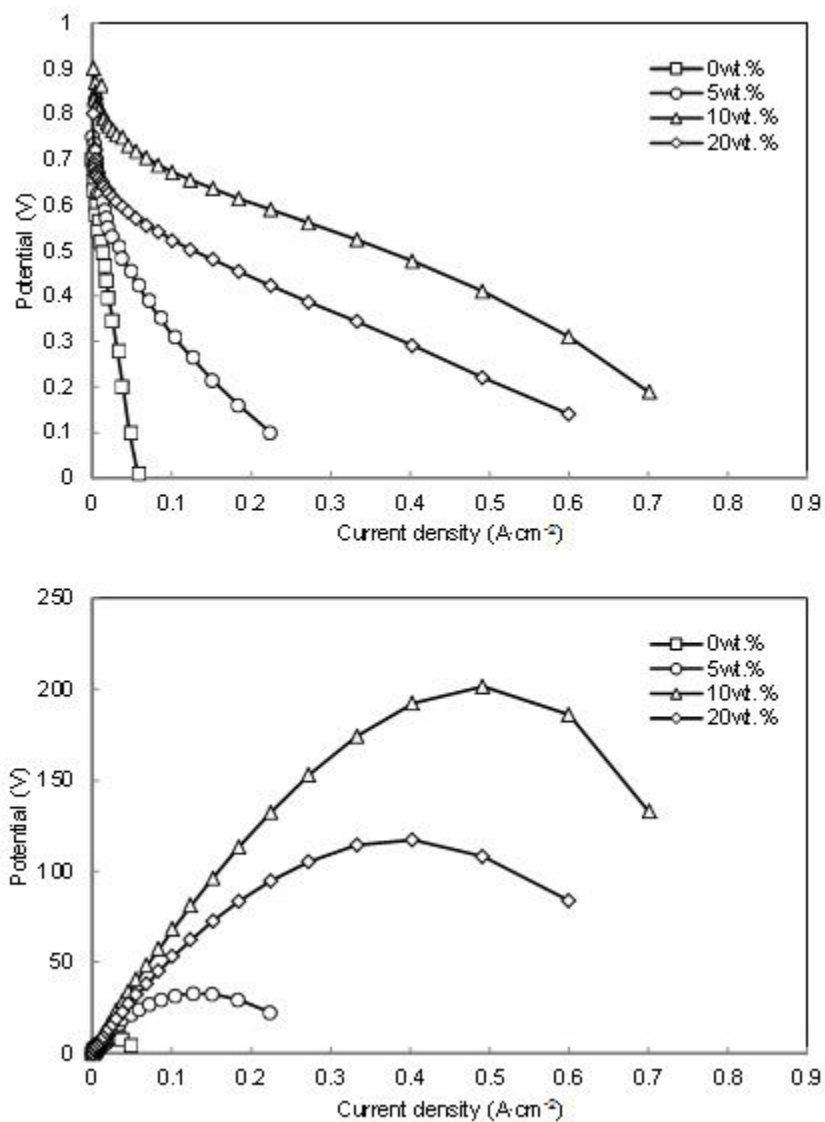 1
0.9
0.8
0.7
0.6
0.5
0.4
0.3
0.2
0.1
0
Potential (V)
0wt.%
5wt.%
10wt.%
20wt.%
0 0.1 0.2 0.3 0.4 0.5 0.6 0.7 0.8 0.9
Current density (A·cm⁻²)
250
200
150
100
50
0
Potential (V)
0wt.%
5wt.%
10wt.%
20wt.%
0 0.1 0.2 0.3 0.4 0.5 0.6 0.7 0.8 0.9
Current density (A·cm⁻²)